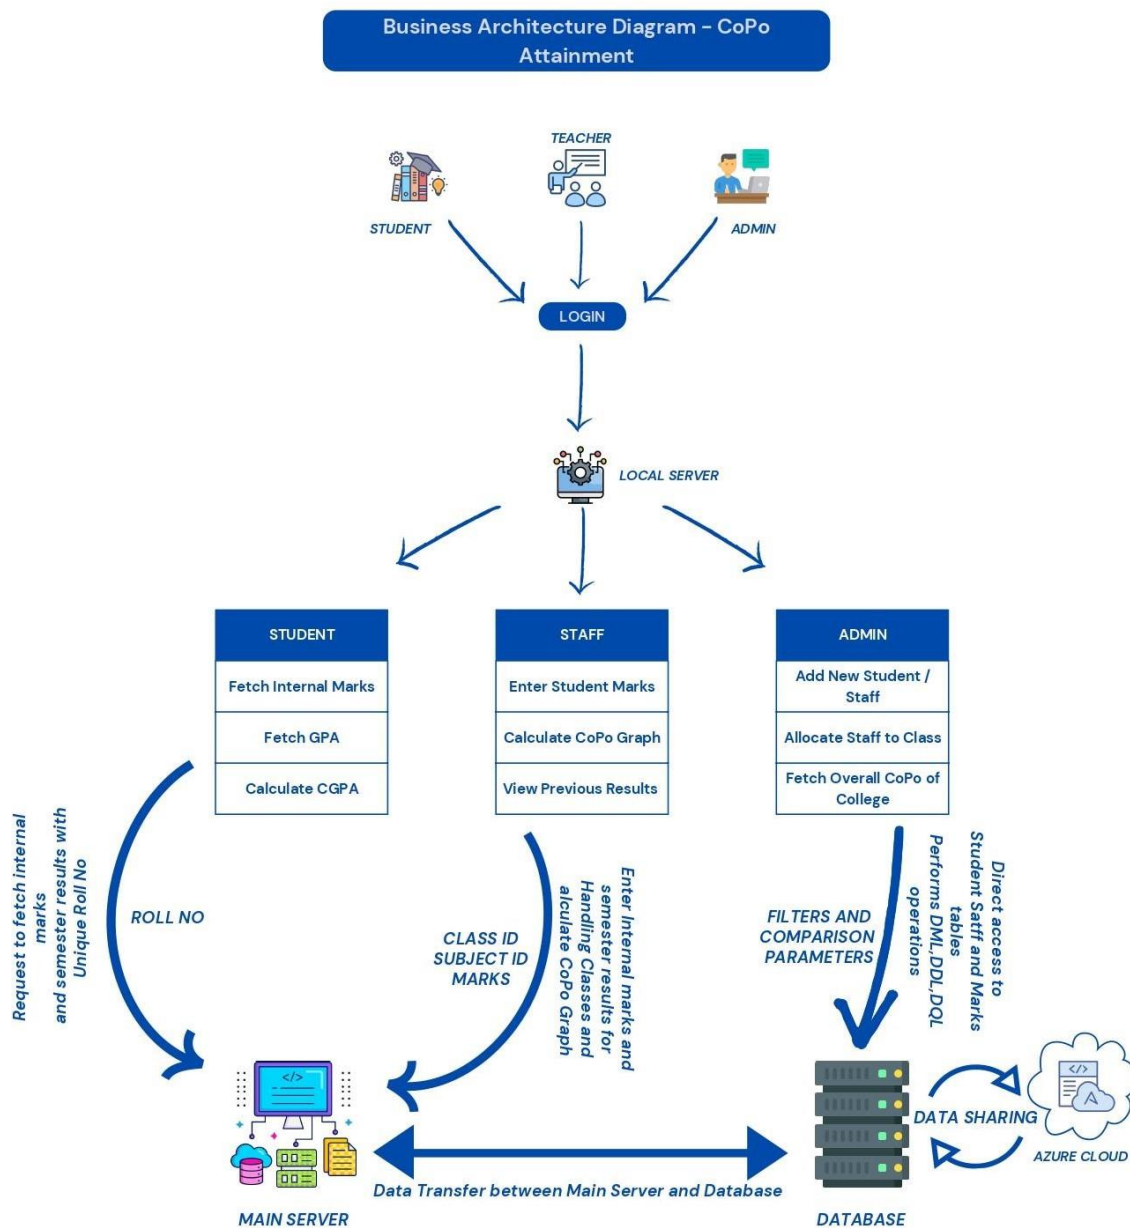 Business Architecture Diagram - CoPo
Attainment
TEACHER
STUDENT
ADMIN
LOGIN
LOCAL SERVER
STUDENT
Fetch Internal Marks
Fetch GPA
Calculate CGPA
STAFF
Enter Student Marks
Calculate CoPo Graph
View Previous Results
ADMIN
Add New Student /
Staff
Allocate Staff to Class
Fetch Overall CoPo of
College
Request to fetch internal
marks
and semester results with
Unique Roll No
ROLL NO
CLASS ID
SUBJECT ID
MARKS
Enter Internal marks and
semester results for
Handling Classes and
alculate CoPo Graph
FILTERS AND
COMPARISON
PARAMETERS
Direct access to
Student Satff and Marks
tables
Performs DML,DDL,DQL
operations
</>
</>
DATA SHARING
AZURE CLOUD
Data Transfer between Main Server and Database
MAIN SERVER
DATABASE